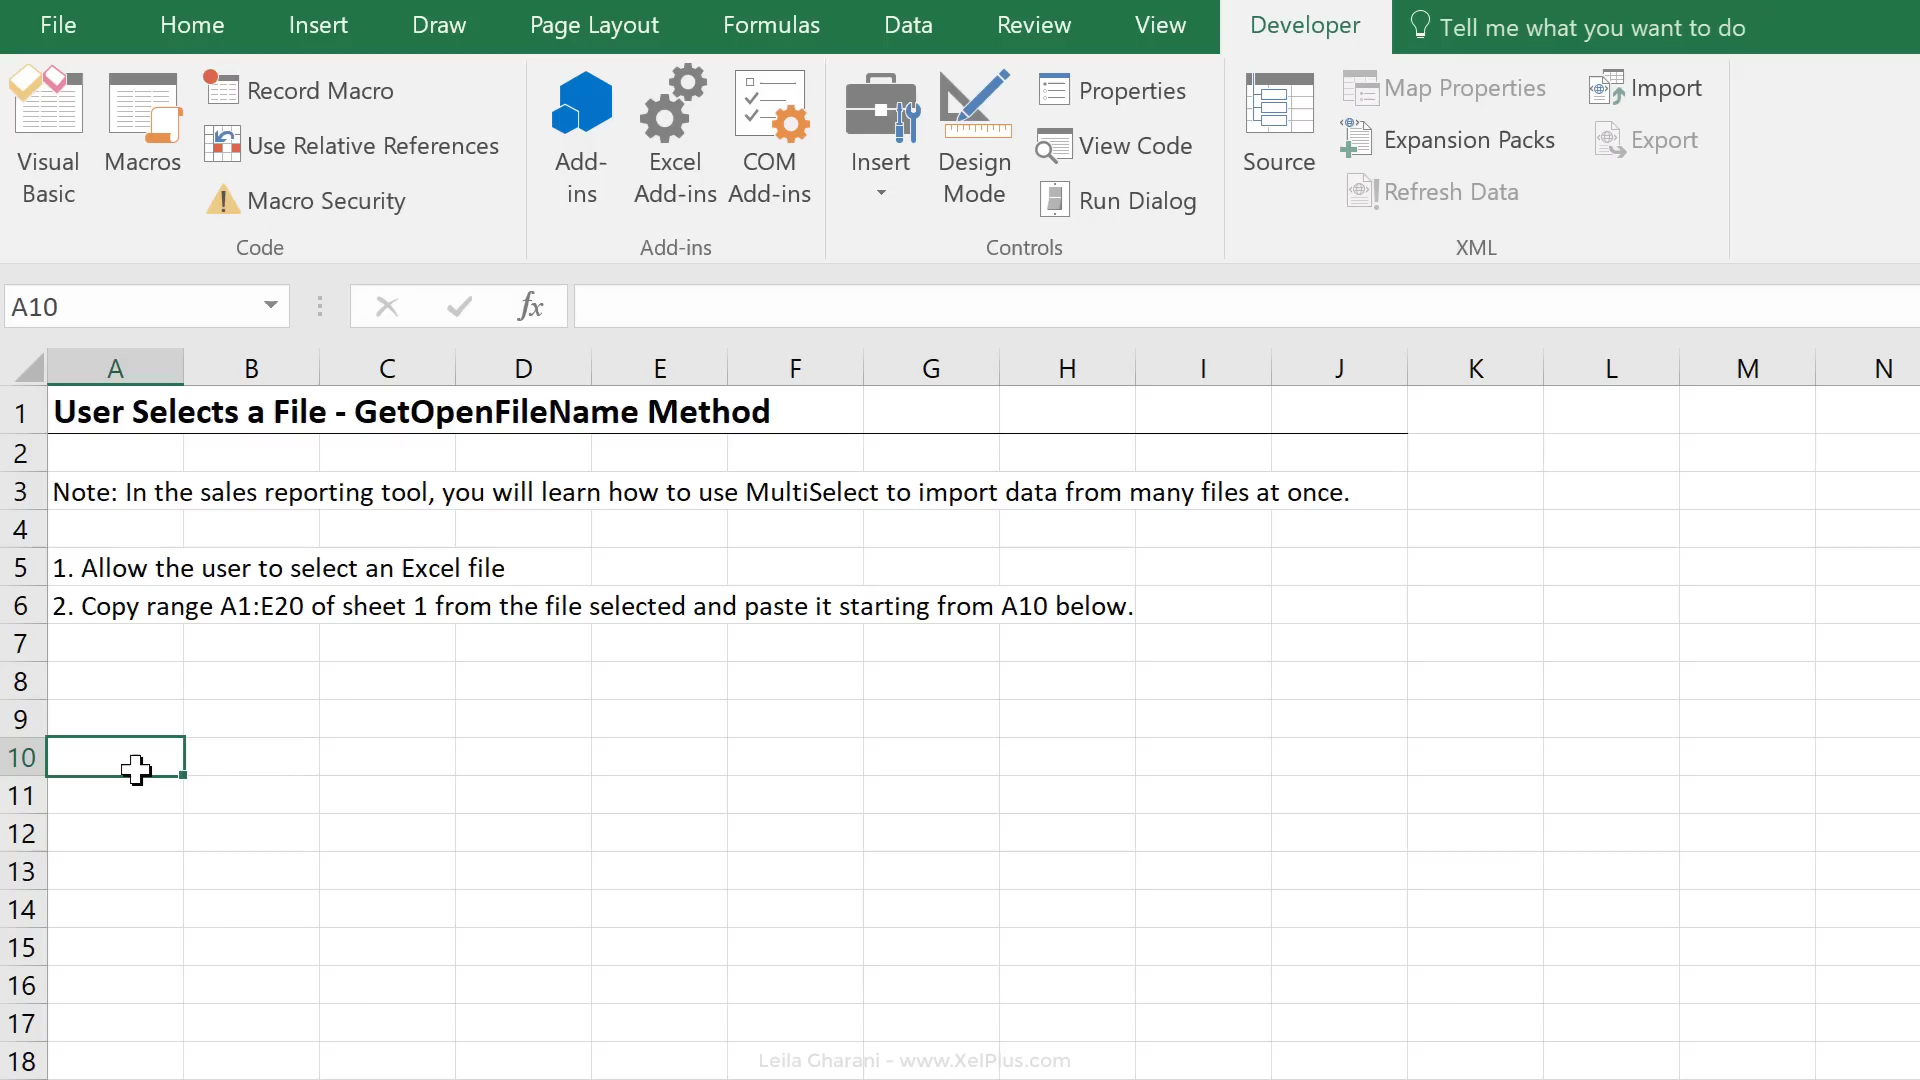 File Home Insert Draw Page Layout Formulas Data Review View Developer Tell me what you want to do
Visual Basic
Macros
Record Macro
Use Relative References
Macro Security
Code
Add-ins
Excel Add-ins
COM Add-ins
Add-ins
Insert
Design Mode
Properties
View Code
Run Dialog
Controls
Source
Map Properties
Expansion Packs
Refresh Data
Import
Export
XML
A10 fx
A B C D E F G H I J K L M N
1 User Selects a File - GetOpenFileName Method
2
3 Note: In the sales reporting tool, you will learn how to use MultiSelect to import data from many files at once.
4
5 1. Allow the user to select an Excel file
6 2. Copy range A1:E20 of sheet 1 from the file selected and paste it starting from A10 below.
7
8
9
10
11
12
13
14
15
16
17
18
Leila Gharani - www.XelPlus.com